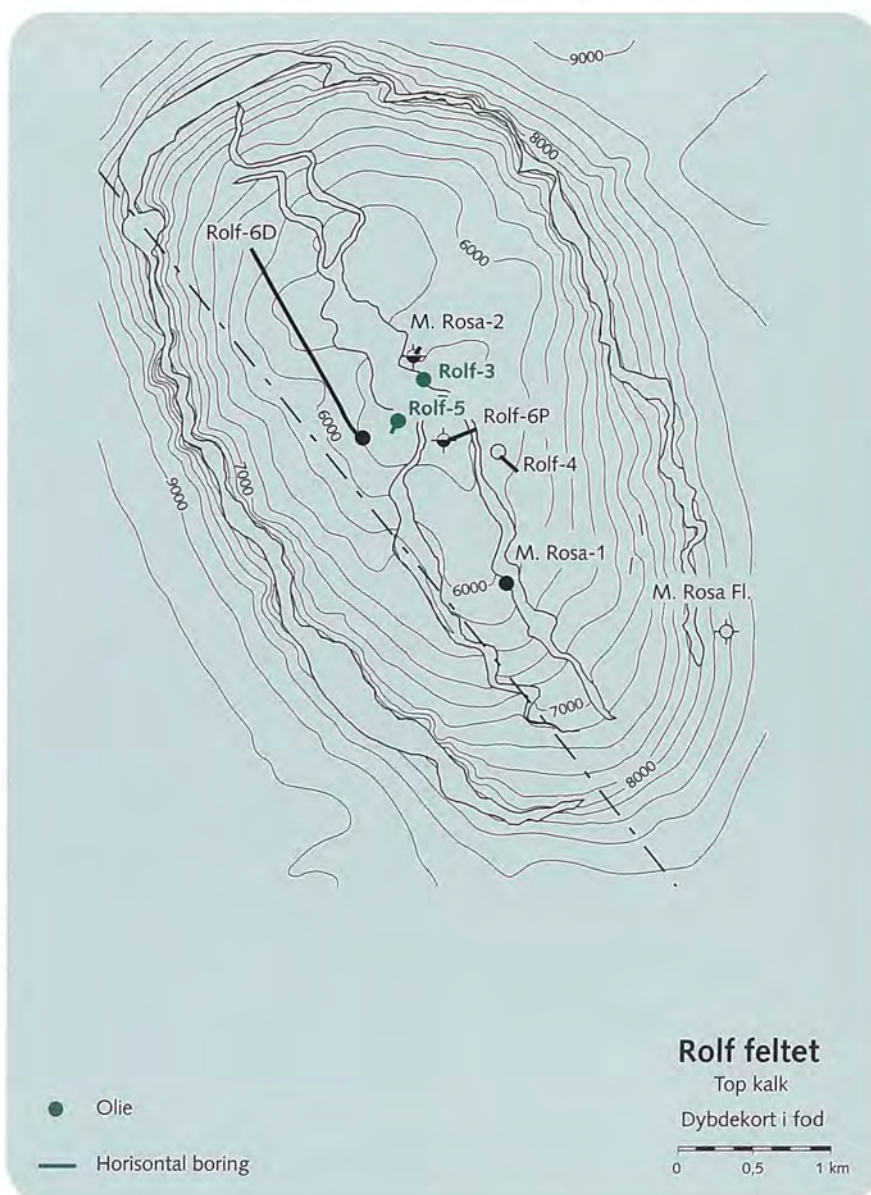 9000
8000
Rolf-6D
6000
M. Rosa-2
Rolf-3
Rolf-5
Rolf-6P
6000
Rolf-4
7000
9000
M. Rosa-1
6000
M. Rosa Fl.
7000
8000
Rolf feltet
Top kalk
Dybdekort i fod
0 0,5 1 km
Olie
Horisontal boring